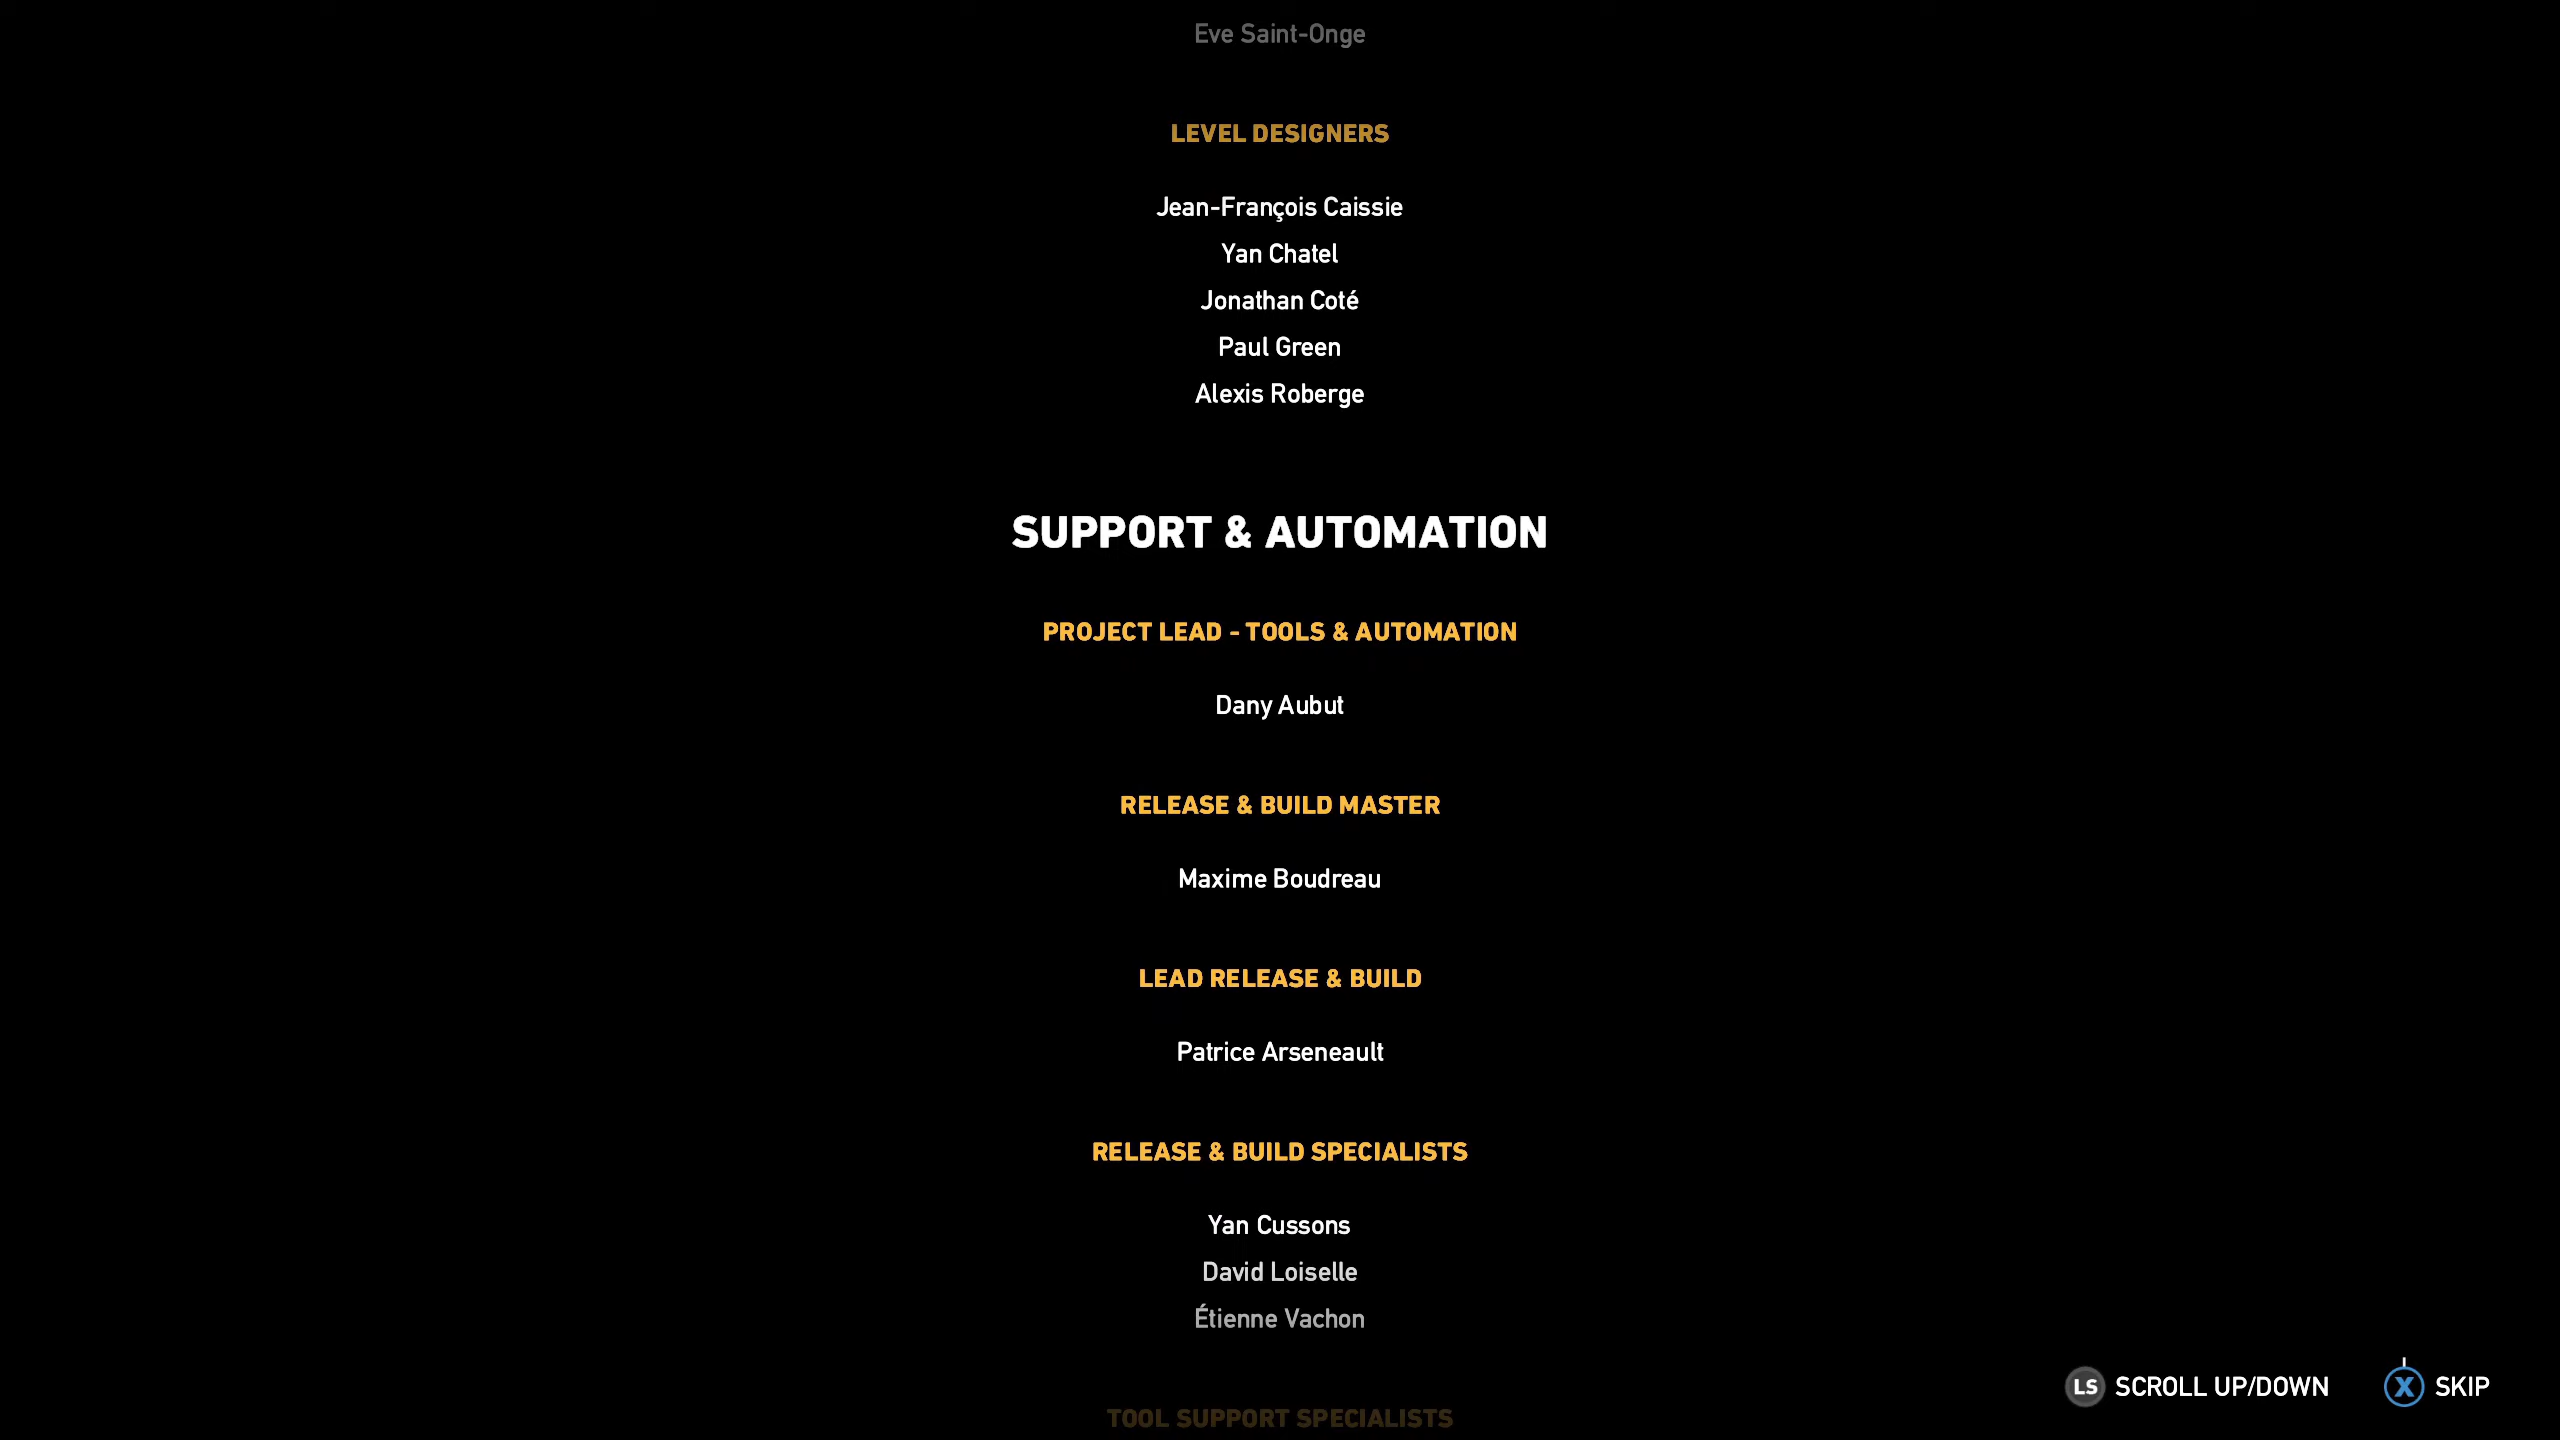 Eve Saint-Onge
LEVEL DESIGNERS
Jean-François Caissie
Yan Chatel
Jonathan Coté
Paul Green
Alexis Roberge
SUPPORT & AUTOMATION
PROJECT LEAD - TOOLS & AUTOMATION
Dany Aubut
RELEASE & BUILD MASTER
Maxime Boudreau
LEAD RELEASE & BUILD
Patrice Arseneault
RELEASE & BUILD SPECIALISTS
Yan Cussons
David Loiselle
Étienne Vachon
LS SCROLL UP/DOWN X SKIP
TOOL SUPPORT SPECIALISTS